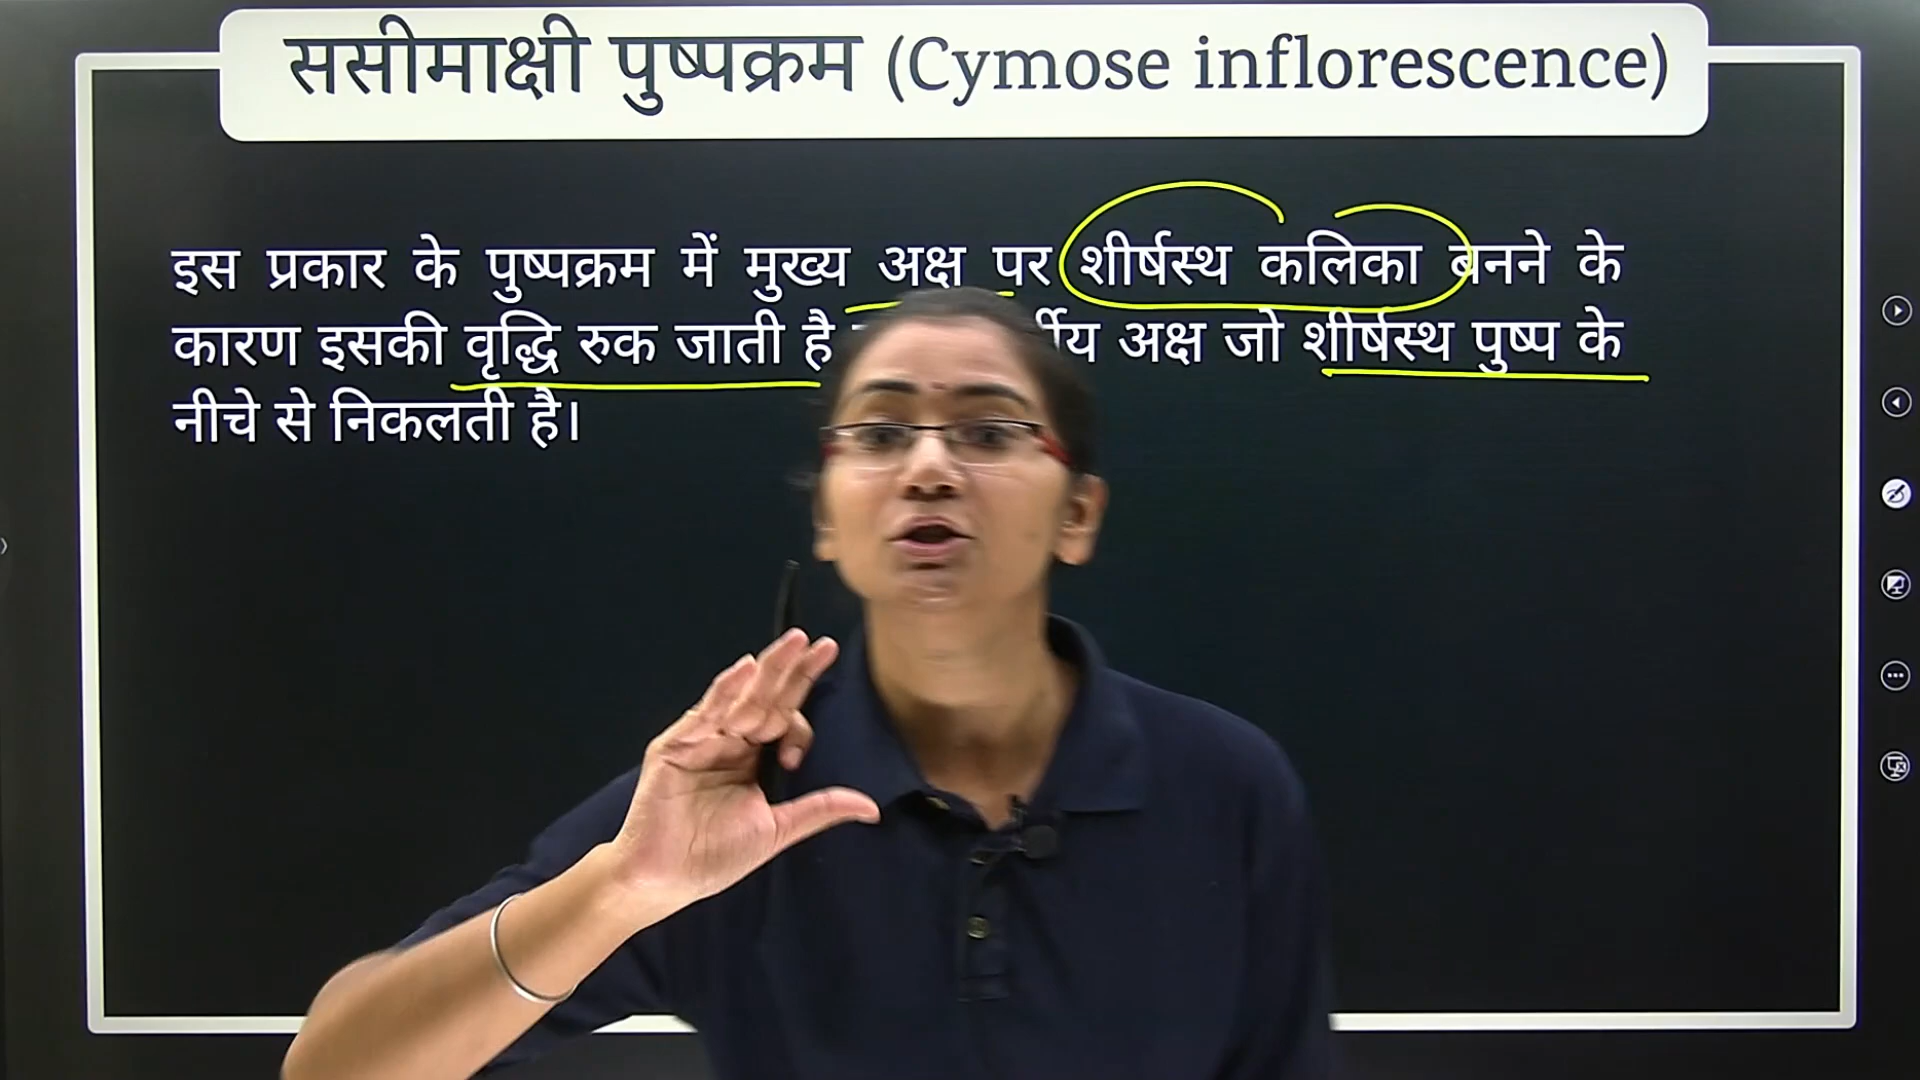 ससीमाक्षी पुष्पक्रम (Cymose inflorescence)
इस प्रकार के पुष्पक्रम में मुख्य अक्ष पर शीर्षस्थ कलिका बनने के
कारण इसकी वृद्धि रुक जाती है अक्ष जो शीर्षस्थ पुष्प के
नीचे से निकलती है।